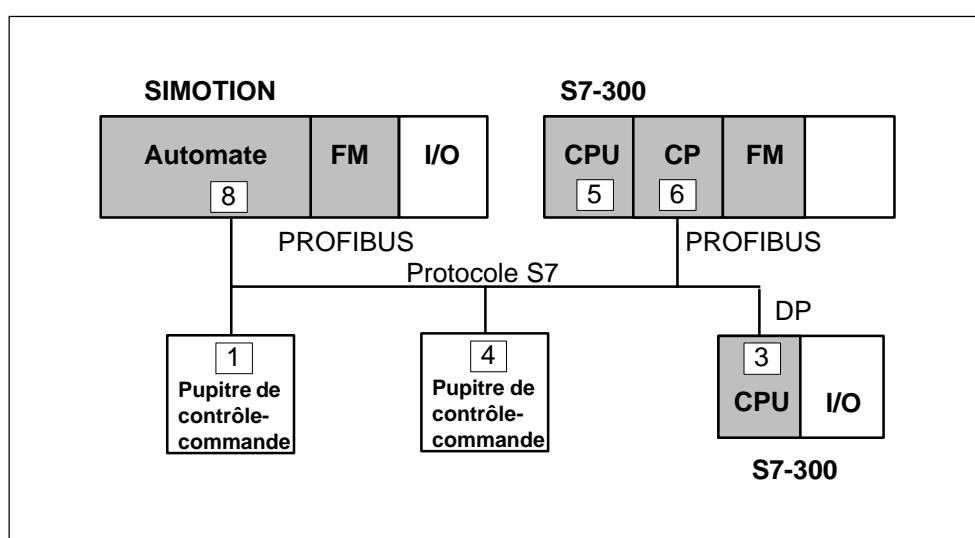 SIMOTION
S7-300
Automate FM I/O
8
CPU CP FM
5 6
PROFIBUS
PROFIBUS
Protocole S7
DP
1
Pupitre de
contrôle-
commande
4
Pupitre de
contrôle-
commande
3
CPU I/O
S7-300